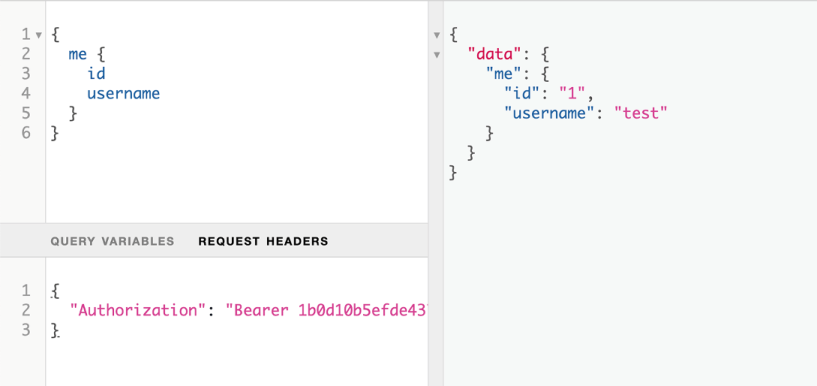 1 {
2 me {
3 id
4 username
5 }
6 }
QUERY VARIABLES REQUEST HEADERS
1 {
2 "Authorization": "Bearer 1b0d10b5efde43
3 }
{
"data": {
"me": {
"id": "1",
"username": "test"
}
}
}